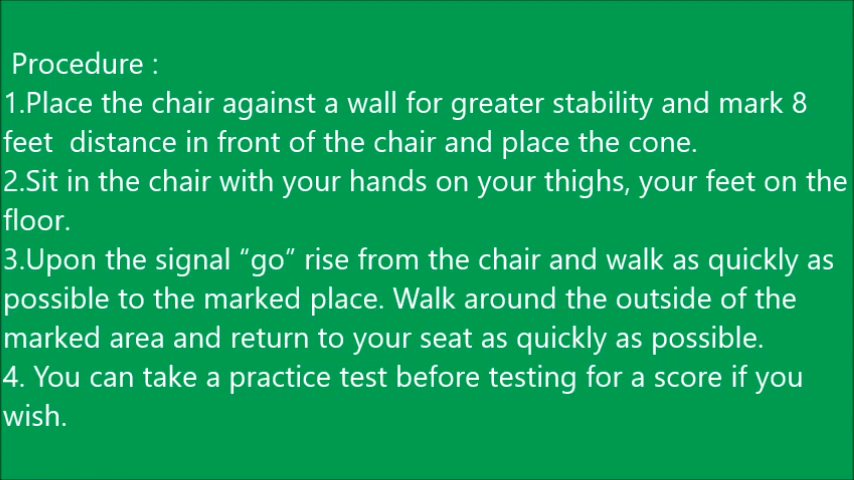 Procedure :
1.Place the chair against a wall for greater stability and mark 8
feet  distance in front of the chair and place the cone.
2.Sit in the chair with your hands on your thighs, your feet on the
floor.
3.Upon the signal “go” rise from the chair and walk as quickly as
possible to the marked place. Walk around the outside of the
marked area and return to your seat as quickly as possible.
4. You can take a practice test before testing for a score if you
wish.